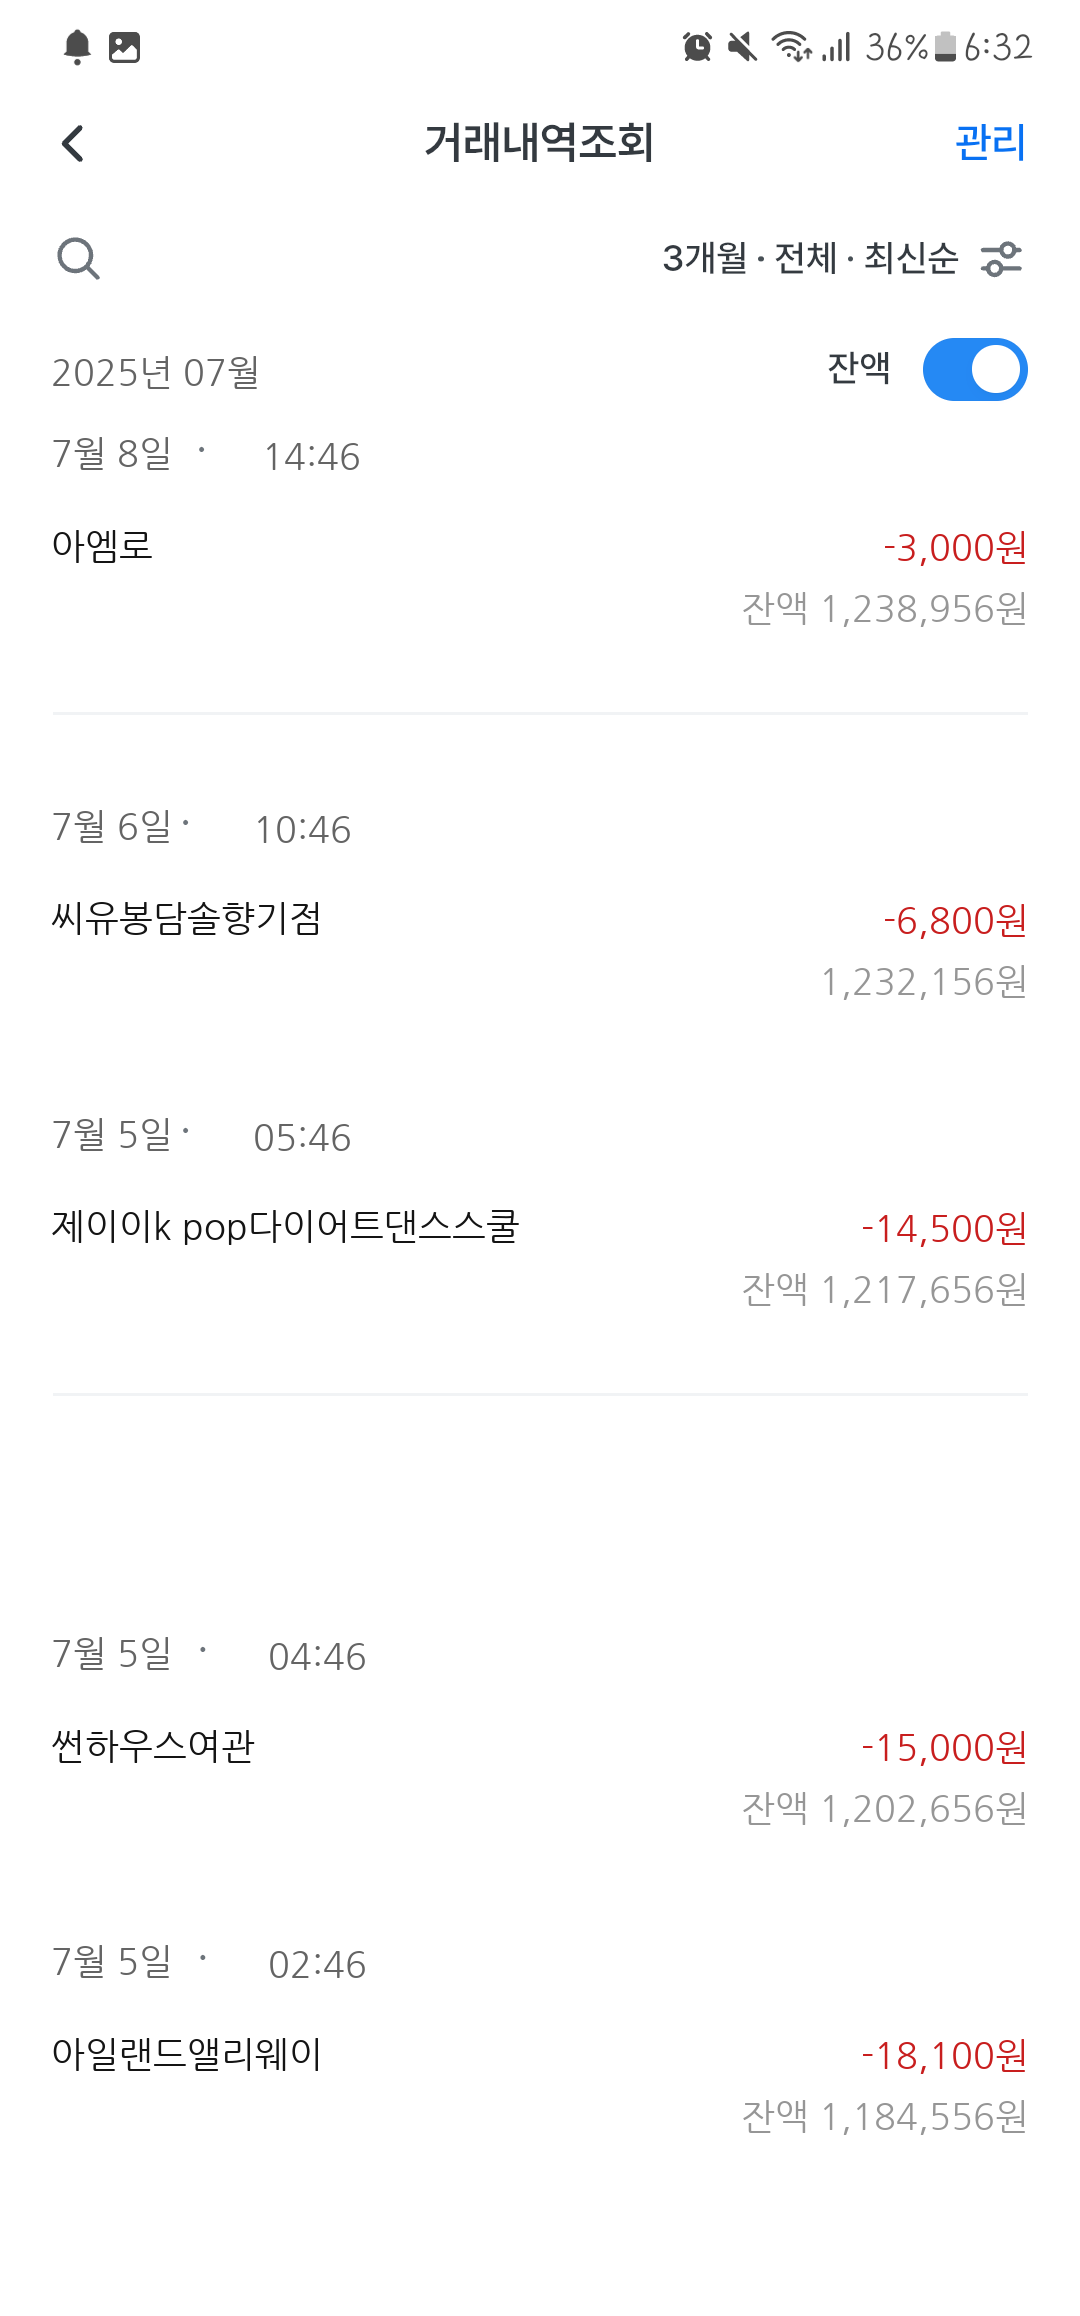 36% 6:32
거래내역조회 관리
3개월 · 전체 · 최신순
2025년 07월 잔액
7월 8일 · 14:46
아엠로 -3,000원
잔액 1,238,956원
7월 6일 · 10:46
씨유봉담솔향기점 -6,800원
1,232,156원
7월 5일 · 05:46
제이이k pop다이어트댄스스쿨 -14,500원
잔액 1,217,656원
7월 5일 · 04:46
썬하우스여관 -15,000원
잔액 1,202,656원
7월 5일 · 02:46
아일랜드앨리웨이 -18,100원
잔액 1,184,556원